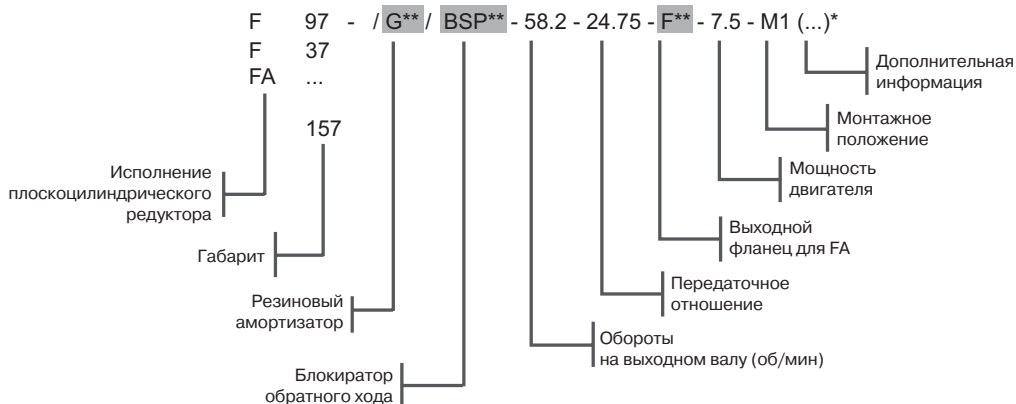 F 97 - / G** / BSP** - 58.2 - 24.75 - F** - 7.5 - M1 (...)*
F 37
FA ...
157
Дополнительная
информация
Монтажное
положение
Мощность
двигателя
Выходной
фланец для FA
Передаточное
отношение
Обороты
на выходном валу (об/мин)
Исполнение
плоскоцилиндрического
редуктора
Габарит
Резиновый
амортизатор
Блокиратор
обратного хода